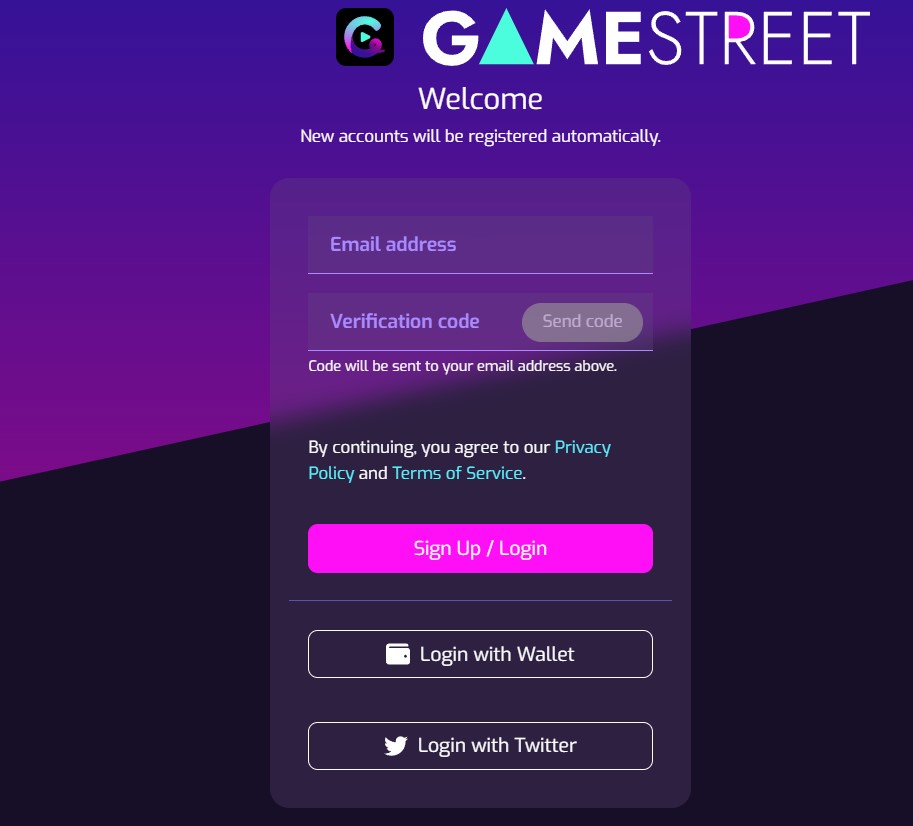 GAMESTREET
Welcome
New accounts will be registered automatically.
Email address
Verification code
Send code
Code will be sent to your email address above.
By continuing, you agree to our Privacy
Policy and Terms of Service.
Sign Up / Login
Login with Wallet
Login with Twitter